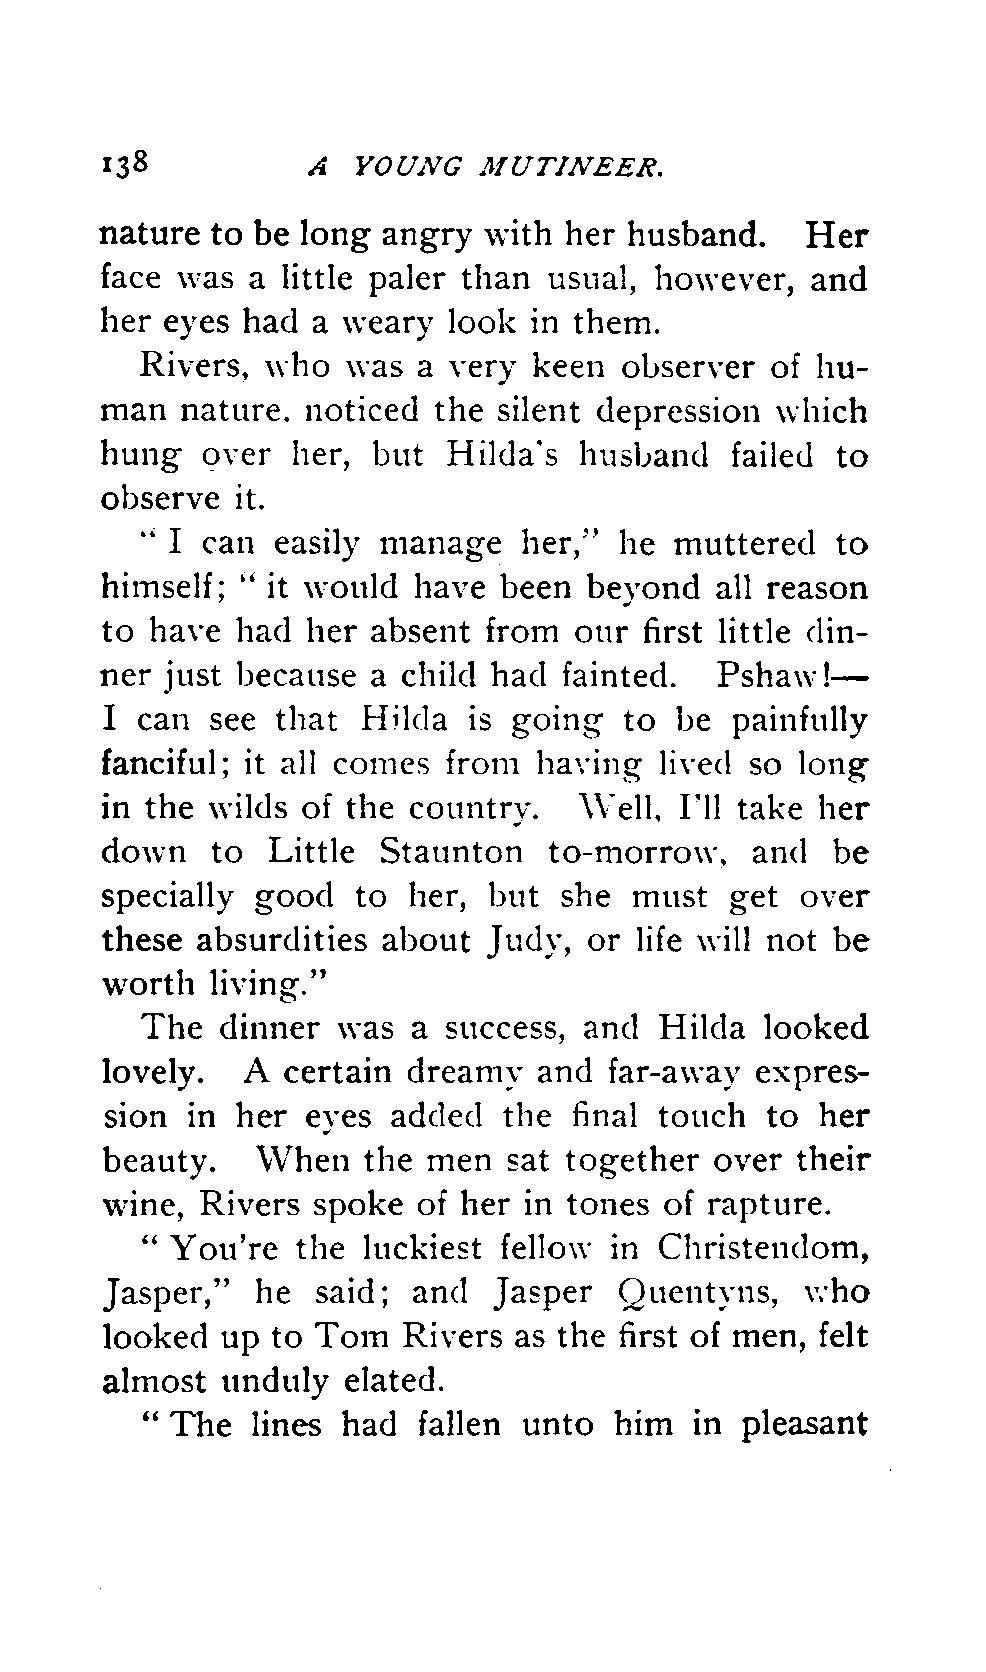 138 A YOUNG MUTINEER.
nature to be long angry with her husband. Her
face was a little paler than usual, however, and
her eyes had a weary look in them.
Rivers, who was a very keen observer of hu-
man nature, noticed the silent depression which
hung over her, but Hilda's husband failed to
observe it.
" I can easily manage her," he muttered to
himself; " it would have been beyond all reason
to have had her absent from our first little din-
ner just because a child had fainted. Pshaw!—
I can see that Hilda is going to be painfully
fanciful; it all comes from having lived so long
in the wilds of the country. Well, I'll take her
down to Little Staunton to-morrow, and be
specially good to her, but she must get over
these absurdities about Judy, or life will not be
worth living."
The dinner was a success, and Hilda looked
lovely. A certain dreamy and far-away expres-
sion in her eyes added the final touch to her
beauty. When the men sat together over their
wine, Rivers spoke of her in tones of rapture.
" You're the luckiest fellow in Christendom,
Jasper," he said; and Jasper Quentyns, who
looked up to Tom Rivers as the first of men, felt
almost unduly elated.
" The lines had fallen unto him in pleasant